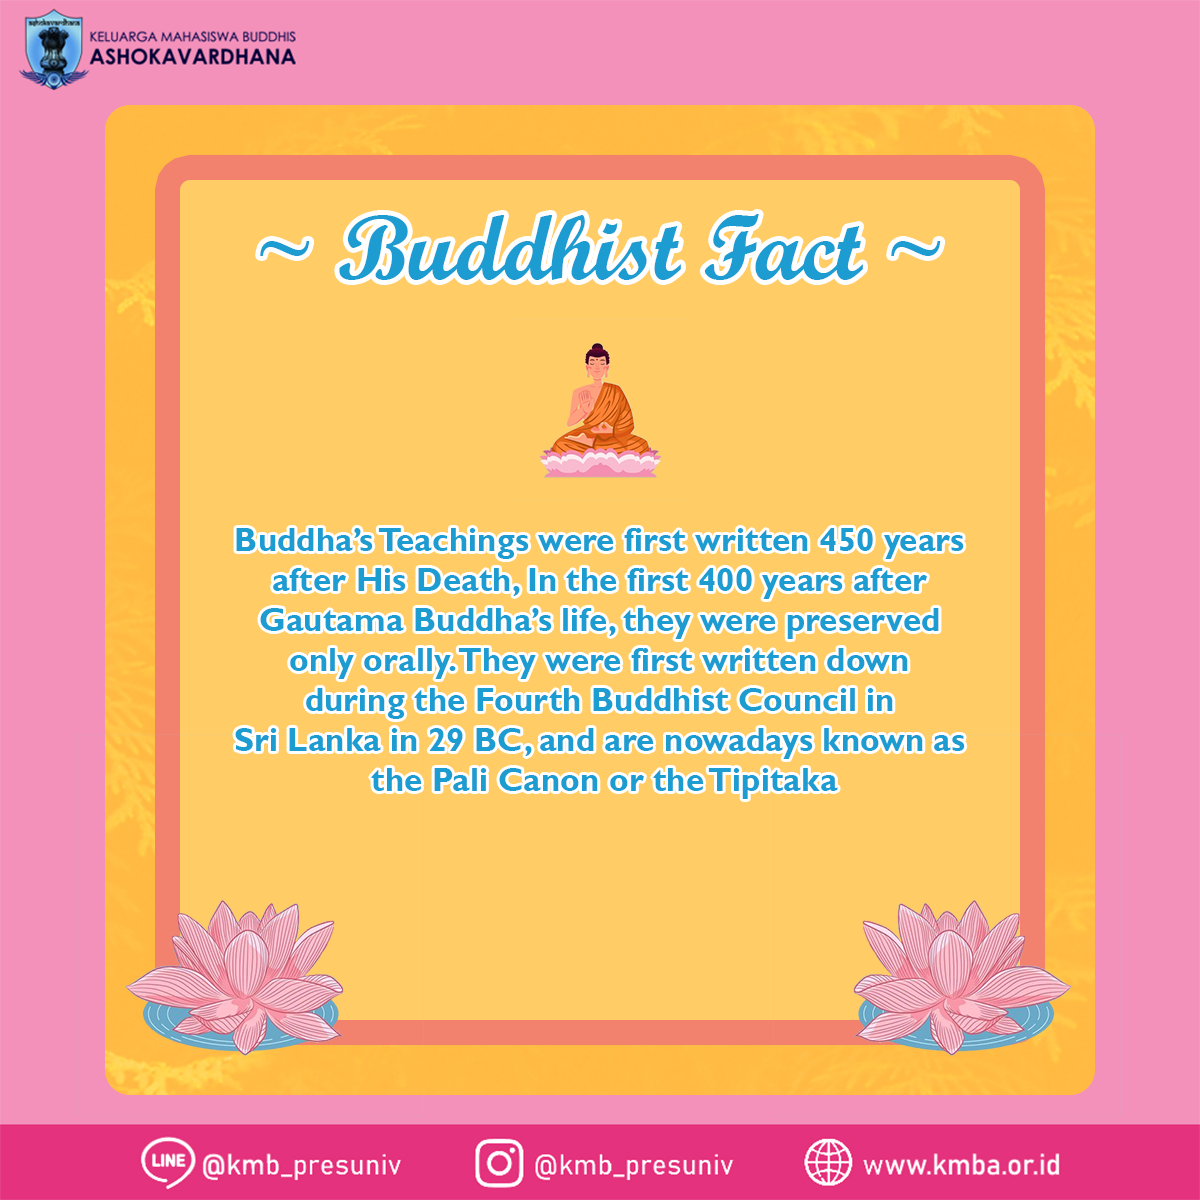 ashokavardhana
KELUARGA MAHASISWA BUDDHIS
ASHOKAVARDHANA
~ Buddhist Fact ~
Buddha's Teachings were first written 450 years
after His Death, In the first 400 years after
Gautama Buddha's life, they were preserved
only orally. They were first written down
during the Fourth Buddhist Council in
Sri Lanka in 29 BC, and are nowadays known as
the Pali Canon or the Tipitaka
LINE @kmb_presuniv @kmb_presuniv www.kmba.or.id